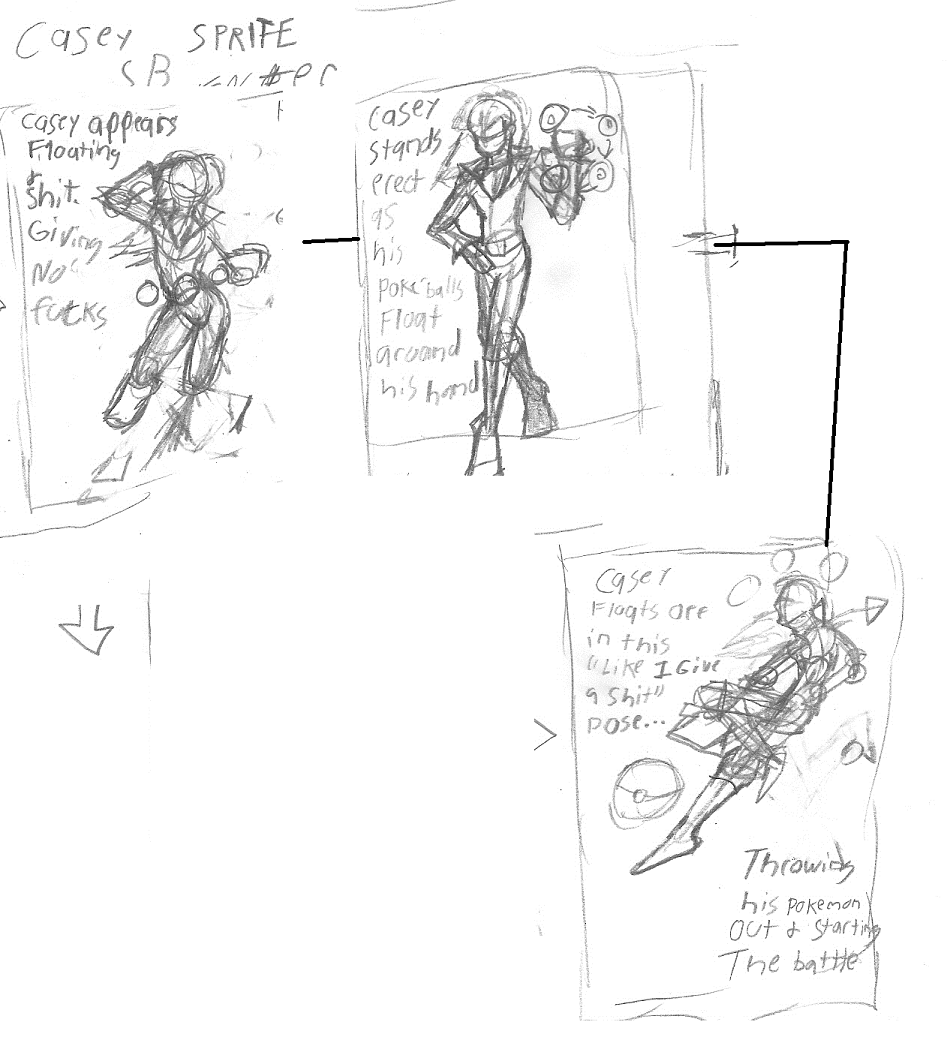 Casey SPRITE
SB
Casey appears
Floating
&
Shit.
Giving
No
fucks
Casey
stands
erect
as
his
pokeballs
Float
around
his hand
Casey
Floats are
in this
"Like I Give
a Shit"
pose...
Throwing
his pokemon
Out & Starting
The battle